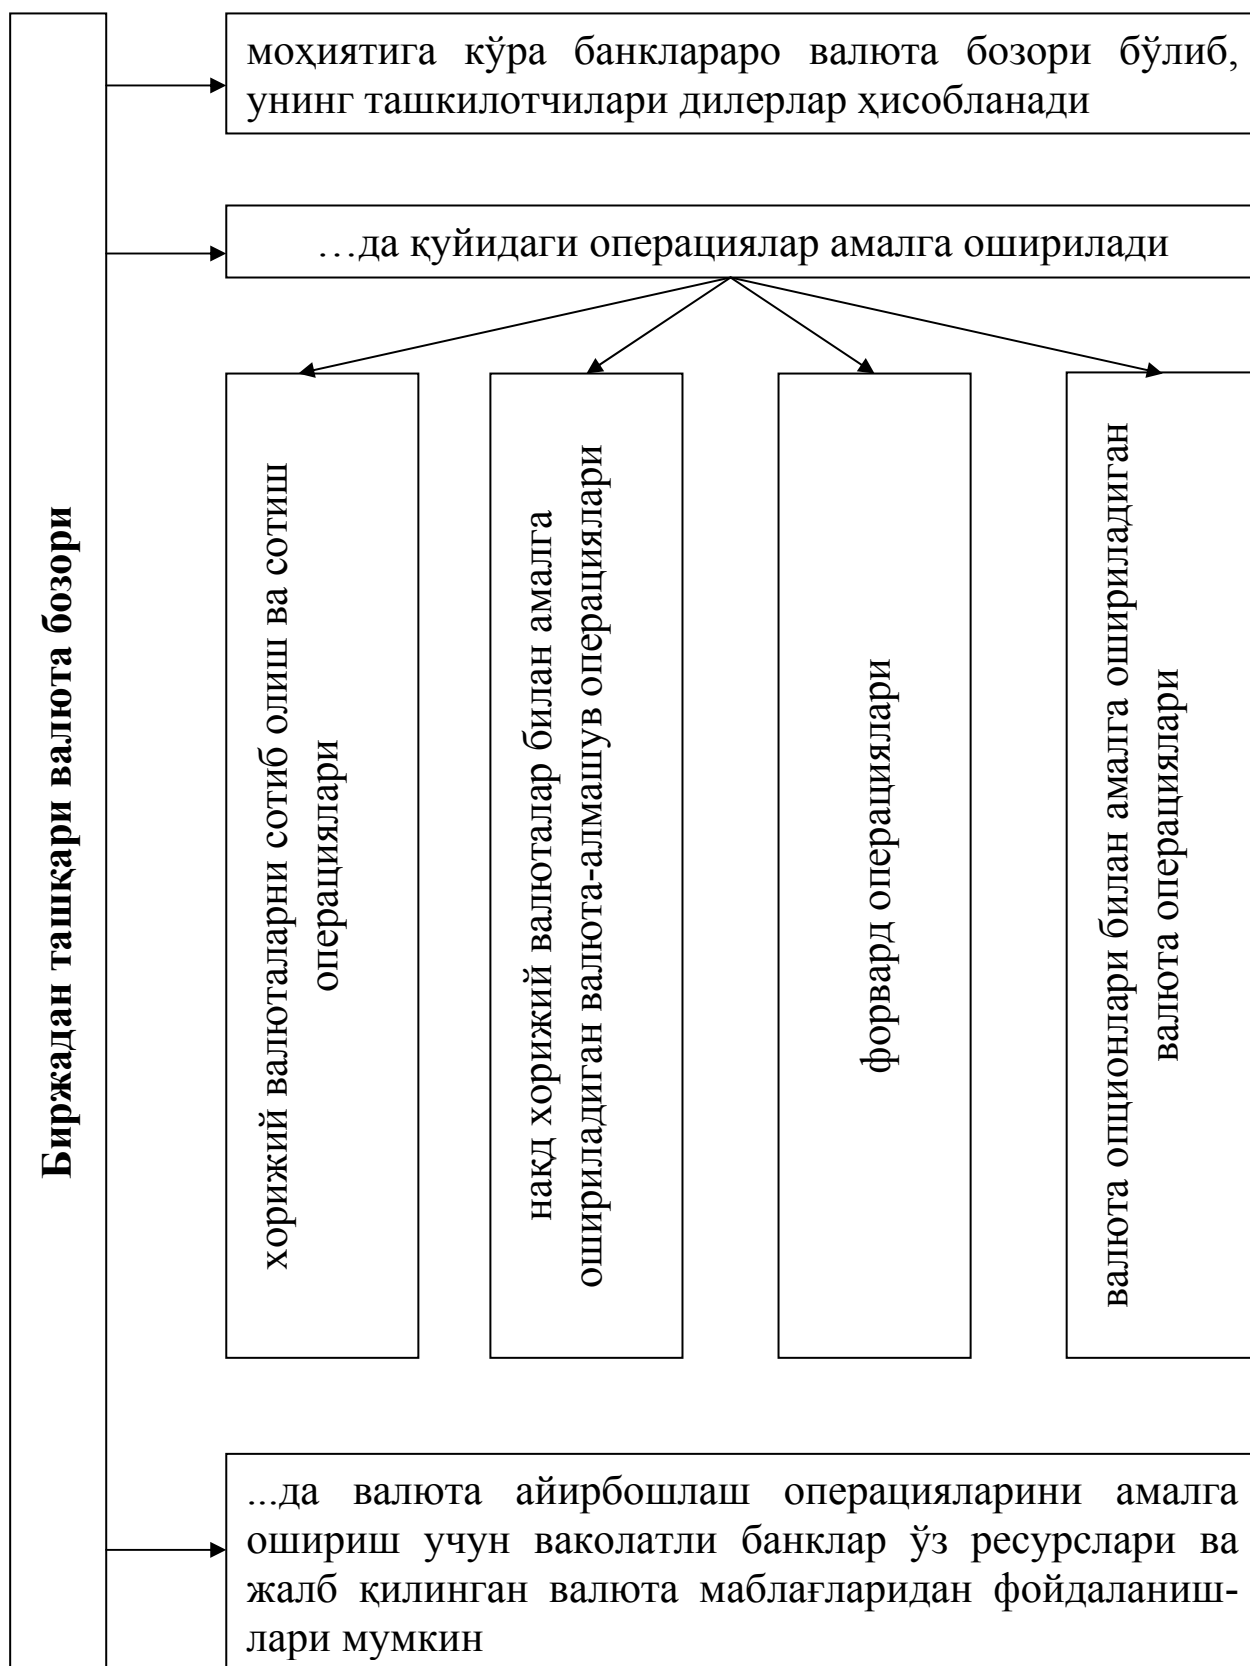 Биржадан ташқари валюта бозори
моҳиятига кўра банклараро валюта бозори бўлиб,
унинг ташкилотчилари дилерлар ҳисобланади
…да қуйидаги операциялар амалга оширилади
хорижий валюталарни сотиб олиш ва сотиш
операциялари
нақд хорижий валюталар билан амалга
ошириладиган валюта-алмашув операциялари
форвард операциялари
валюта опционлари билан амалга ошириладиган
валюта операциялари
...да валюта айирбошлаш операцияларини амалга
ошириш учун ваколатли банклар ўз ресурслари ва
жалб қилинган валюта маблағларидан фойдаланиш-
лари мумкин